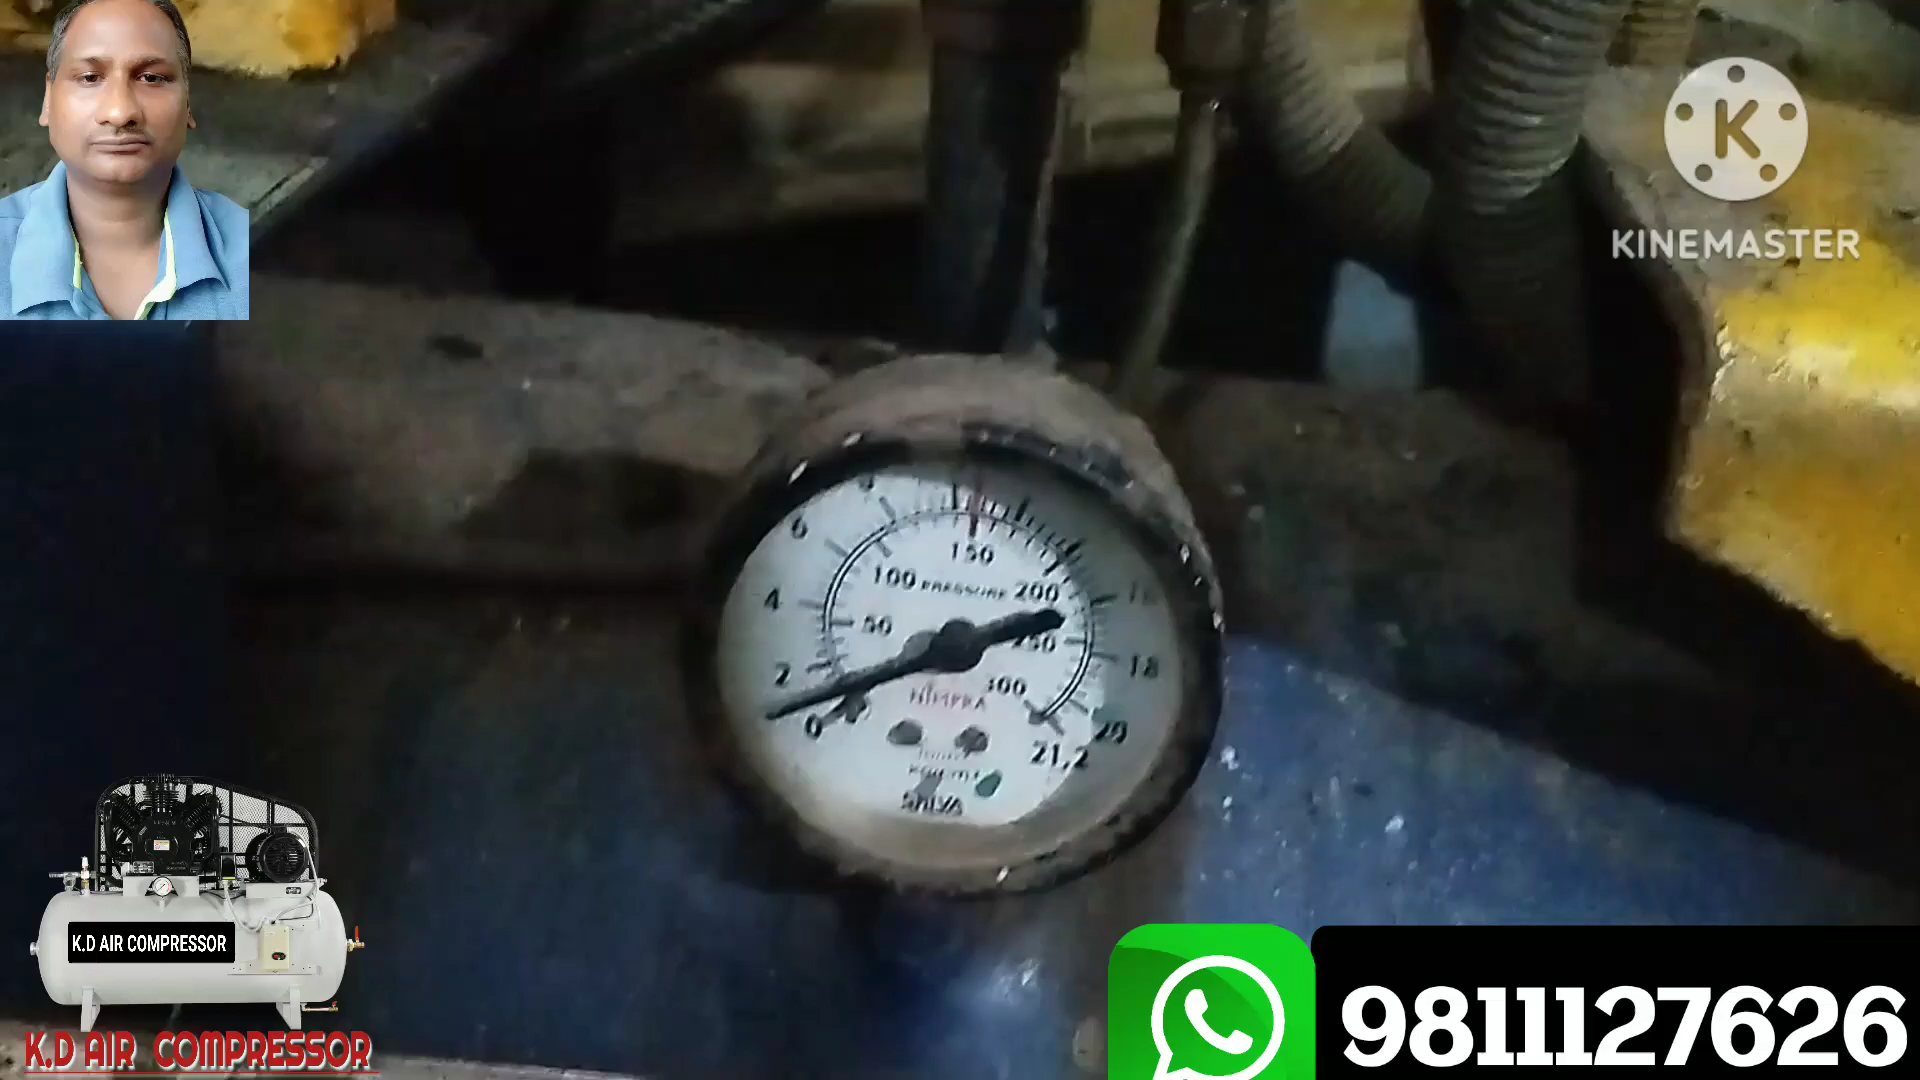 KINEMASTER
6
150
100 PRESSURE 200
4
50
250
18
2
300
0
20
21,2
SHIVA
K.D AIR COMPRESSOR
K.D AIR COMPRESSOR
9811127626